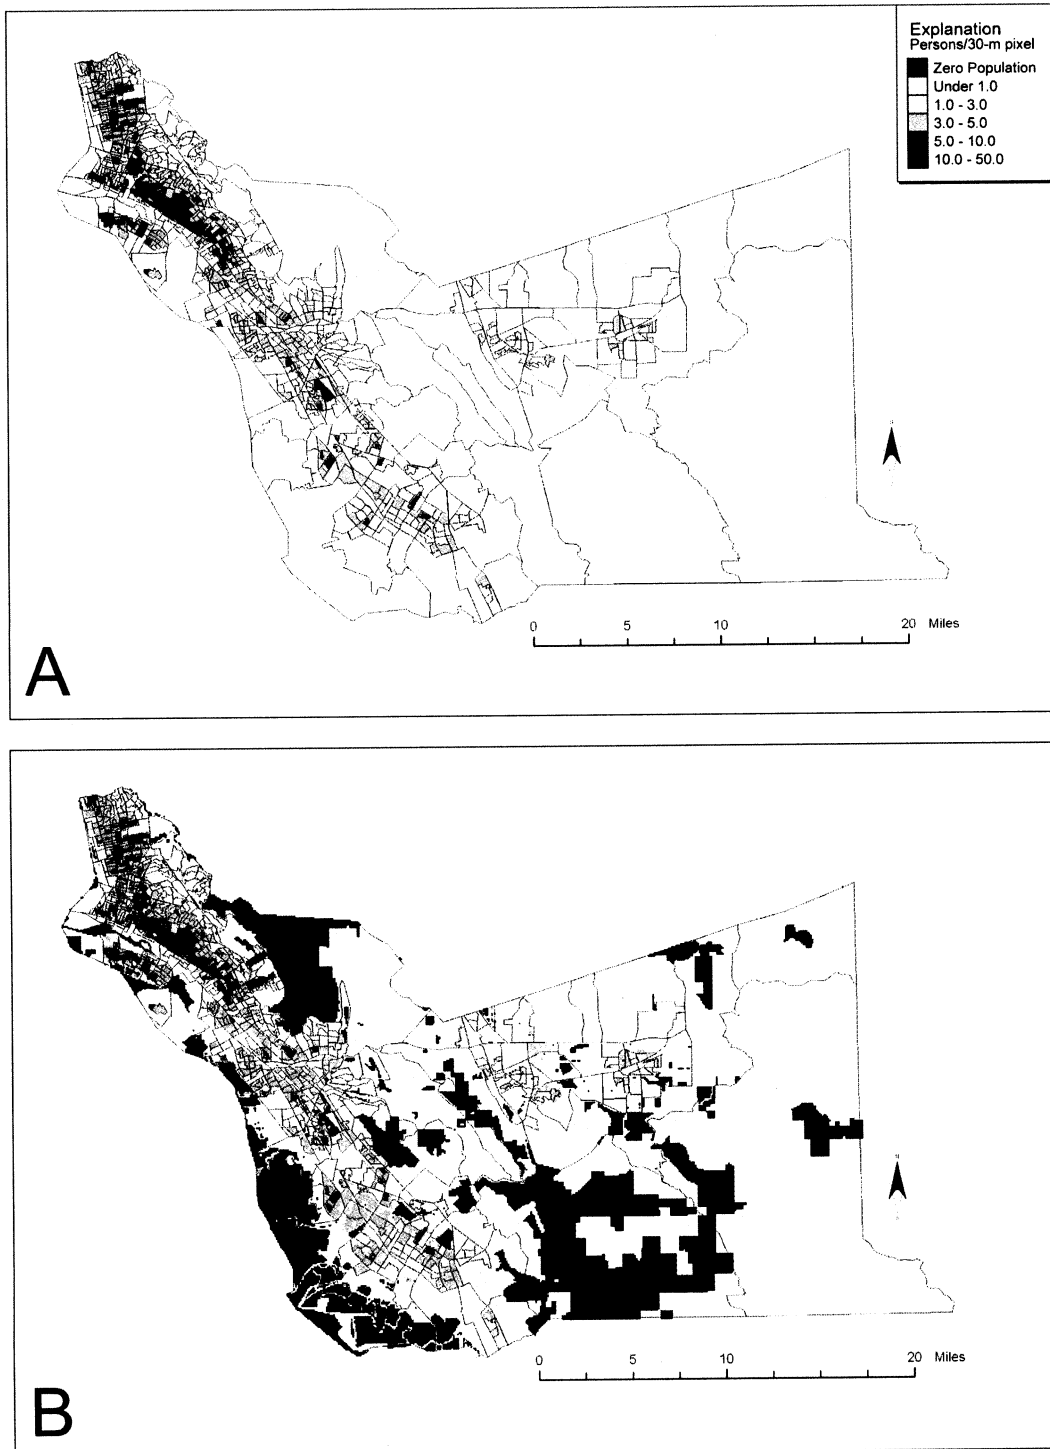 Explanation
Persons/30-m pixel
Zero Population
Under 1.0
1.0 - 3.0
3.0 - 5.0
5.0 - 10.0
10.0 - 50.0
0 5 10 20 Miles
A
0 5 10 20 Miles
B